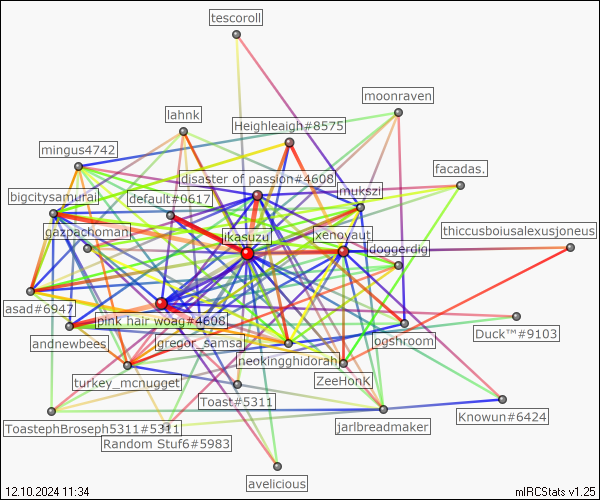 tescoroll
moonraven
lahnk
Heighleaigh#8575
mingus4742
facadas.
disaster of passion#4608
mukszi
bigcitysamurai
default#0617
gazpachoman
ikasuzu
xenoyaut
thiccusboiusalexusjoneus
doggerdig
asad#6947
pink hair woag#4608
andnewbees
gregor_samsa
ogshroom
Duck™#9103
neokingghidorah
turkey_mcnugget
ZeeHonK
Toast#5311
Knowun#6424
ToastephBroseph5311#5311
jarlbreadmaker
Random Stuf6#5983
avelicious
12.10.2024 11:34
mIRCStats v1.25